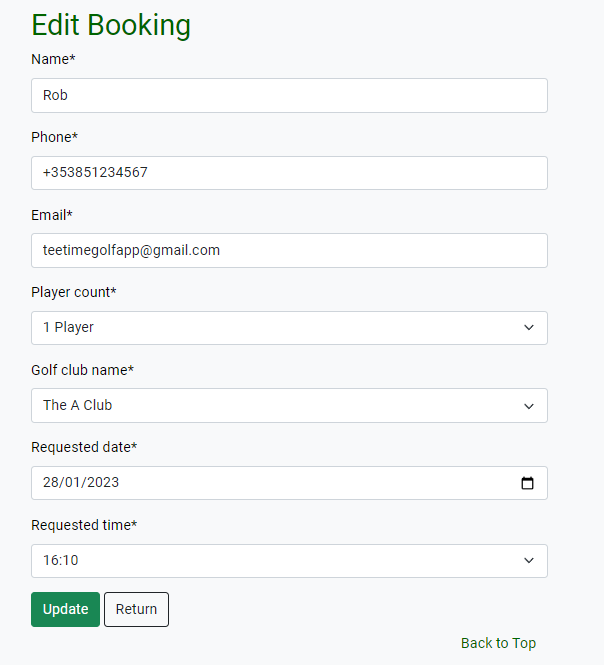 Edit Booking
Name*
Rob
Phone*
+353851234567
Email*
teetimegolfapp@gmail.com
Player count*
1 Player
Golf club name*
The A Club
Requested date*
28/01/2023
Requested time*
16:10
Update Return
Back to Top